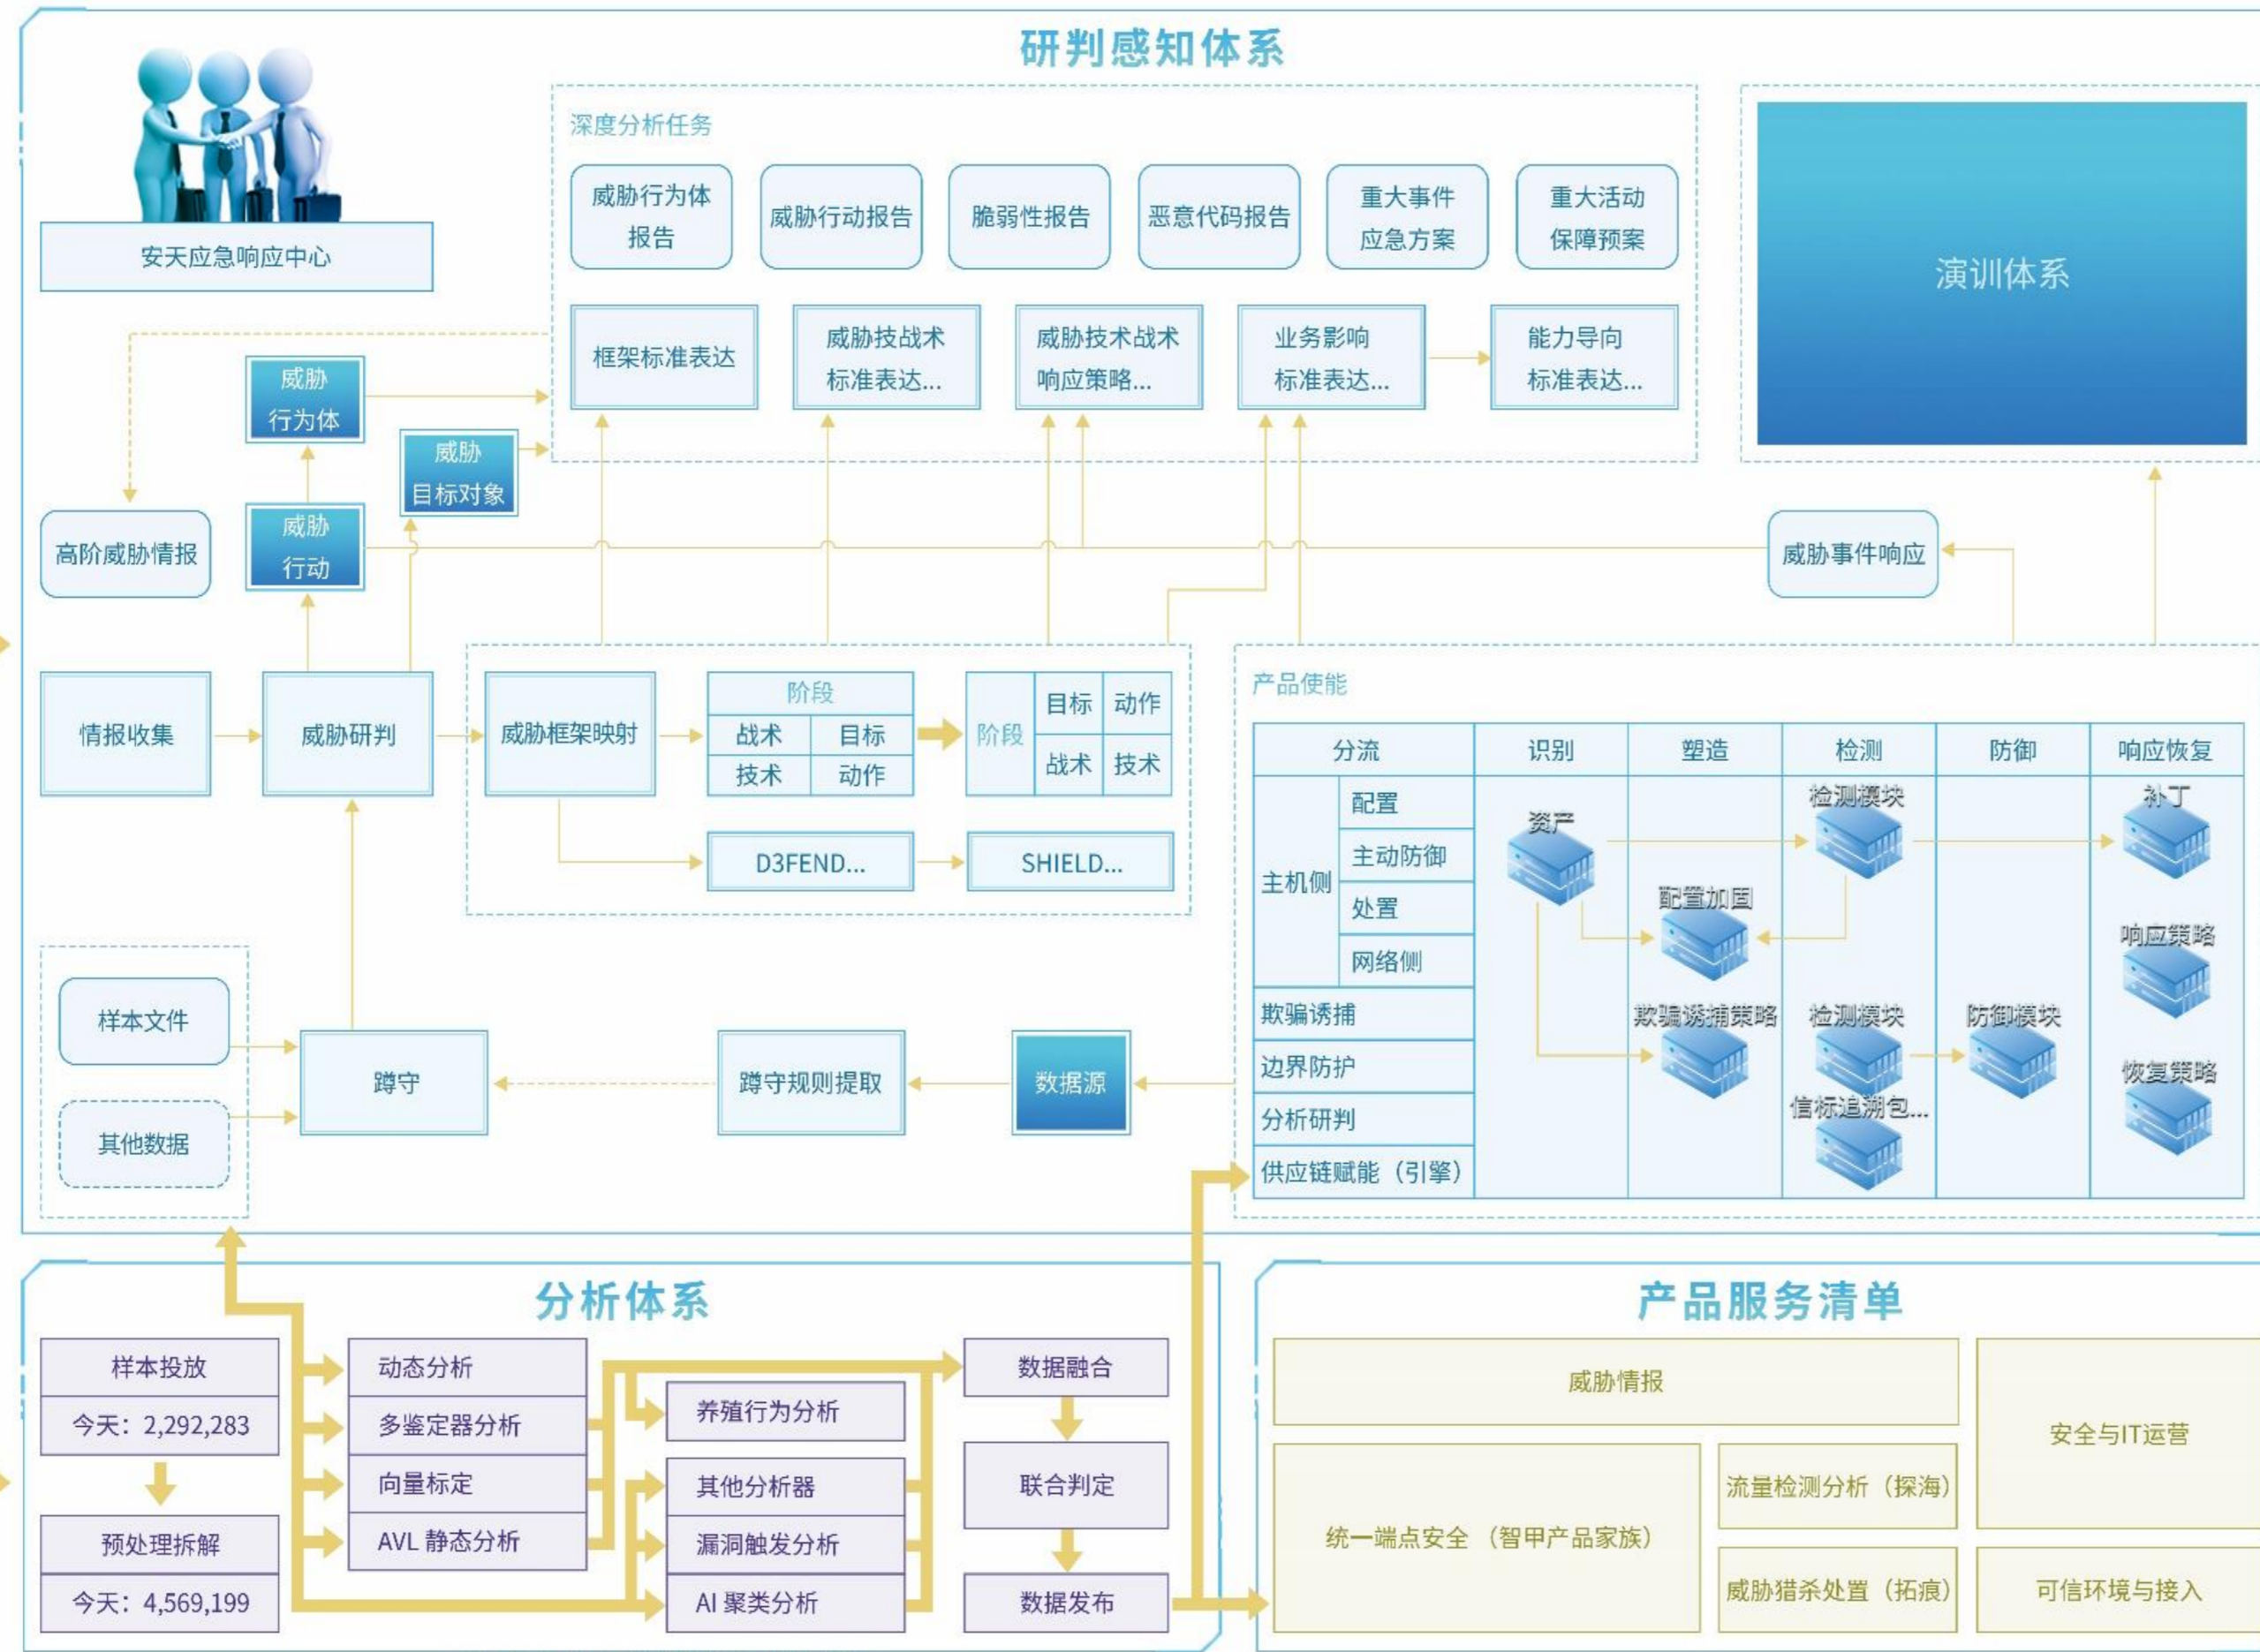 研判感知体系
安天应急响应中心
深度分析任务
威胁行为体
报告
威胁行动报告
脆弱性报告
恶意代码报告
重大事件
应急方案
重大活动
保障预案
框架标准表达
威胁技战术
标准表达...
威胁技术战术
响应策略...
业务影响
标准表达...
能力导向
标准表达...
演训体系
威胁
行为体
威胁
目标对象
高阶威胁情报
威胁
行动
威胁事件响应
情报收集
威胁研判
威胁框架映射
阶段
战术
目标
技术
动作
阶段
目标
动作
战术
技术
D3FEND...
SHIELD...
产品使能
分流
识别
塑造
检测
防御
响应恢复
主机侧
配置
主动防御
处置
网络侧
欺骗诱捕
边界防护
分析研判
供应链赋能（引擎）
资产
检测模块
补丁
配置加固
响应策略
欺骗诱捕策略
检测模块
防御模块
恢复策略
信标追溯包...
样本文件
其他数据
蹲守
蹲守规则提取
数据源
分析体系
样本投放
今天：2,292,283
预处理拆解
今天：4,569,199
动态分析
多鉴定器分析
向量标定
AVL 静态分析
养殖行为分析
其他分析器
漏洞触发分析
AI 聚类分析
数据融合
联合判定
数据发布
产品服务清单
威胁情报
安全与IT运营
统一端点安全 （智甲产品家族）
流量检测分析（探海）
威胁猎杀处置（拓痕）
可信环境与接入